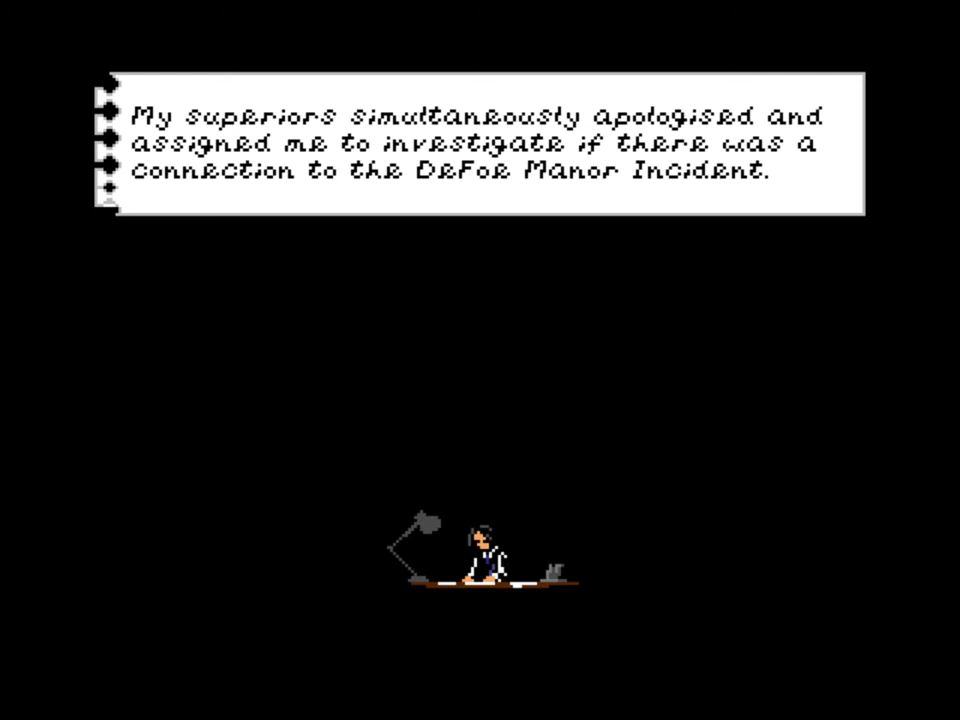 My superiors simultaneously apologised and
assigned me to investigate if there was a
connection to the DeFoe Manor Incident.